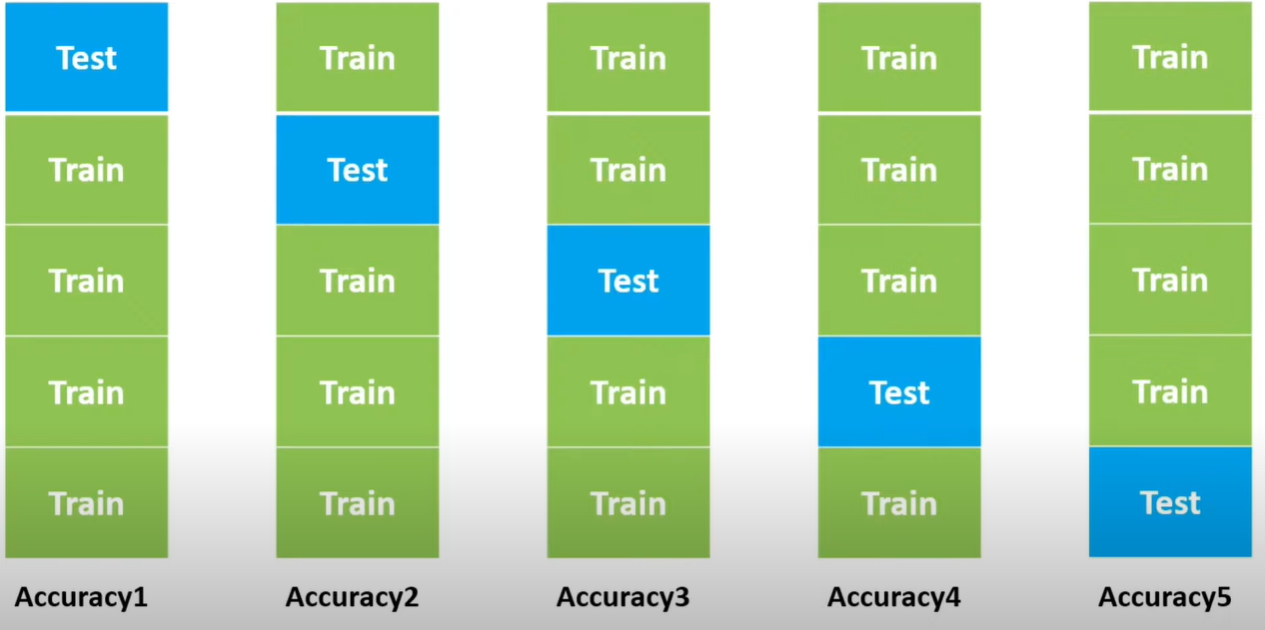 Test Train Train Train Train
Train Test Train Train Train
Train Train Test Train Train
Train Train Train Test Train
Train Train Train Train Test
Accuracy1 Accuracy2 Accuracy3 Accuracy4 Accuracy5